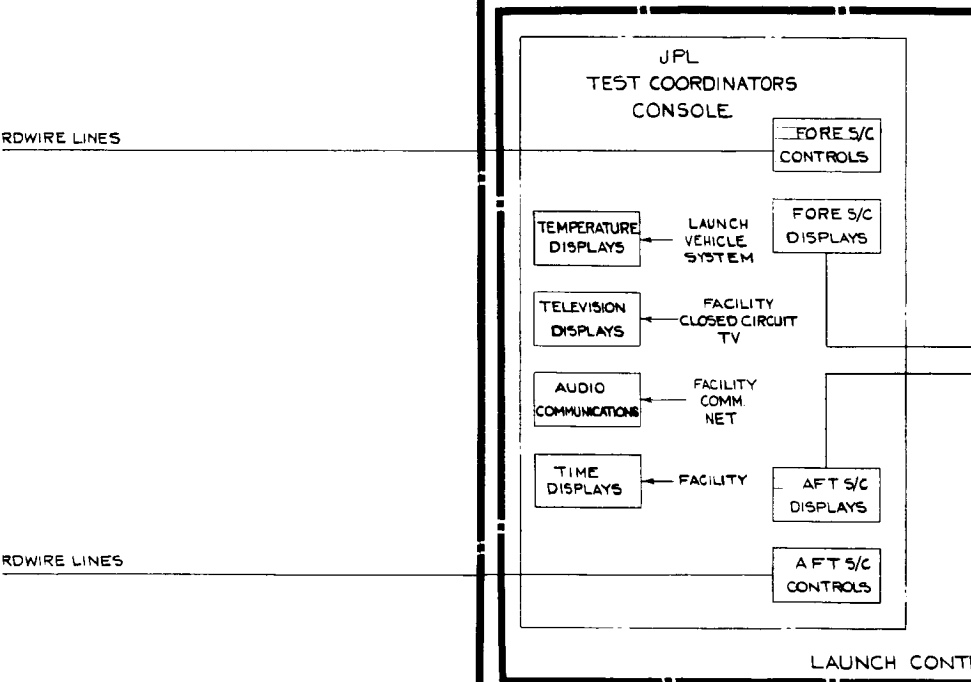 JPL
TEST COORDINATORS
CONSOLE
RDWIRE LINES
FORE S/C
CONTROLS
TEMPERATURE
DISPLAYS
LAUNCH
VEHICLE
SYSTEM
FORE S/C
DISPLAYS
TELEVISION
DISPLAYS
FACILITY
CLOSED CIRCUIT
TV
AUDIO
COMMUNICATIONS
FACILITY
COMM.
NET
TIME
DISPLAYS
FACILITY
AFT S/C
DISPLAYS
RDWIRE LINES
AFT S/C
CONTROLS
LAUNCH CONT